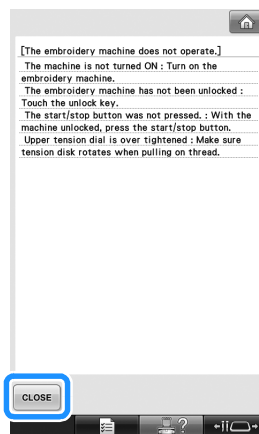 [The embroidery machine does not operate.]
The machine is not turned ON : Turn on the
embroidery machine.
The embroidery machine has not been unlocked :
Touch the unlock key.
The start/stop button was not pressed. : With the
machine unlocked, press the start/stop button.
Upper tension dial is over tightened : Make sure
tension disk rotates when pulling on thread.
CLOSE
?